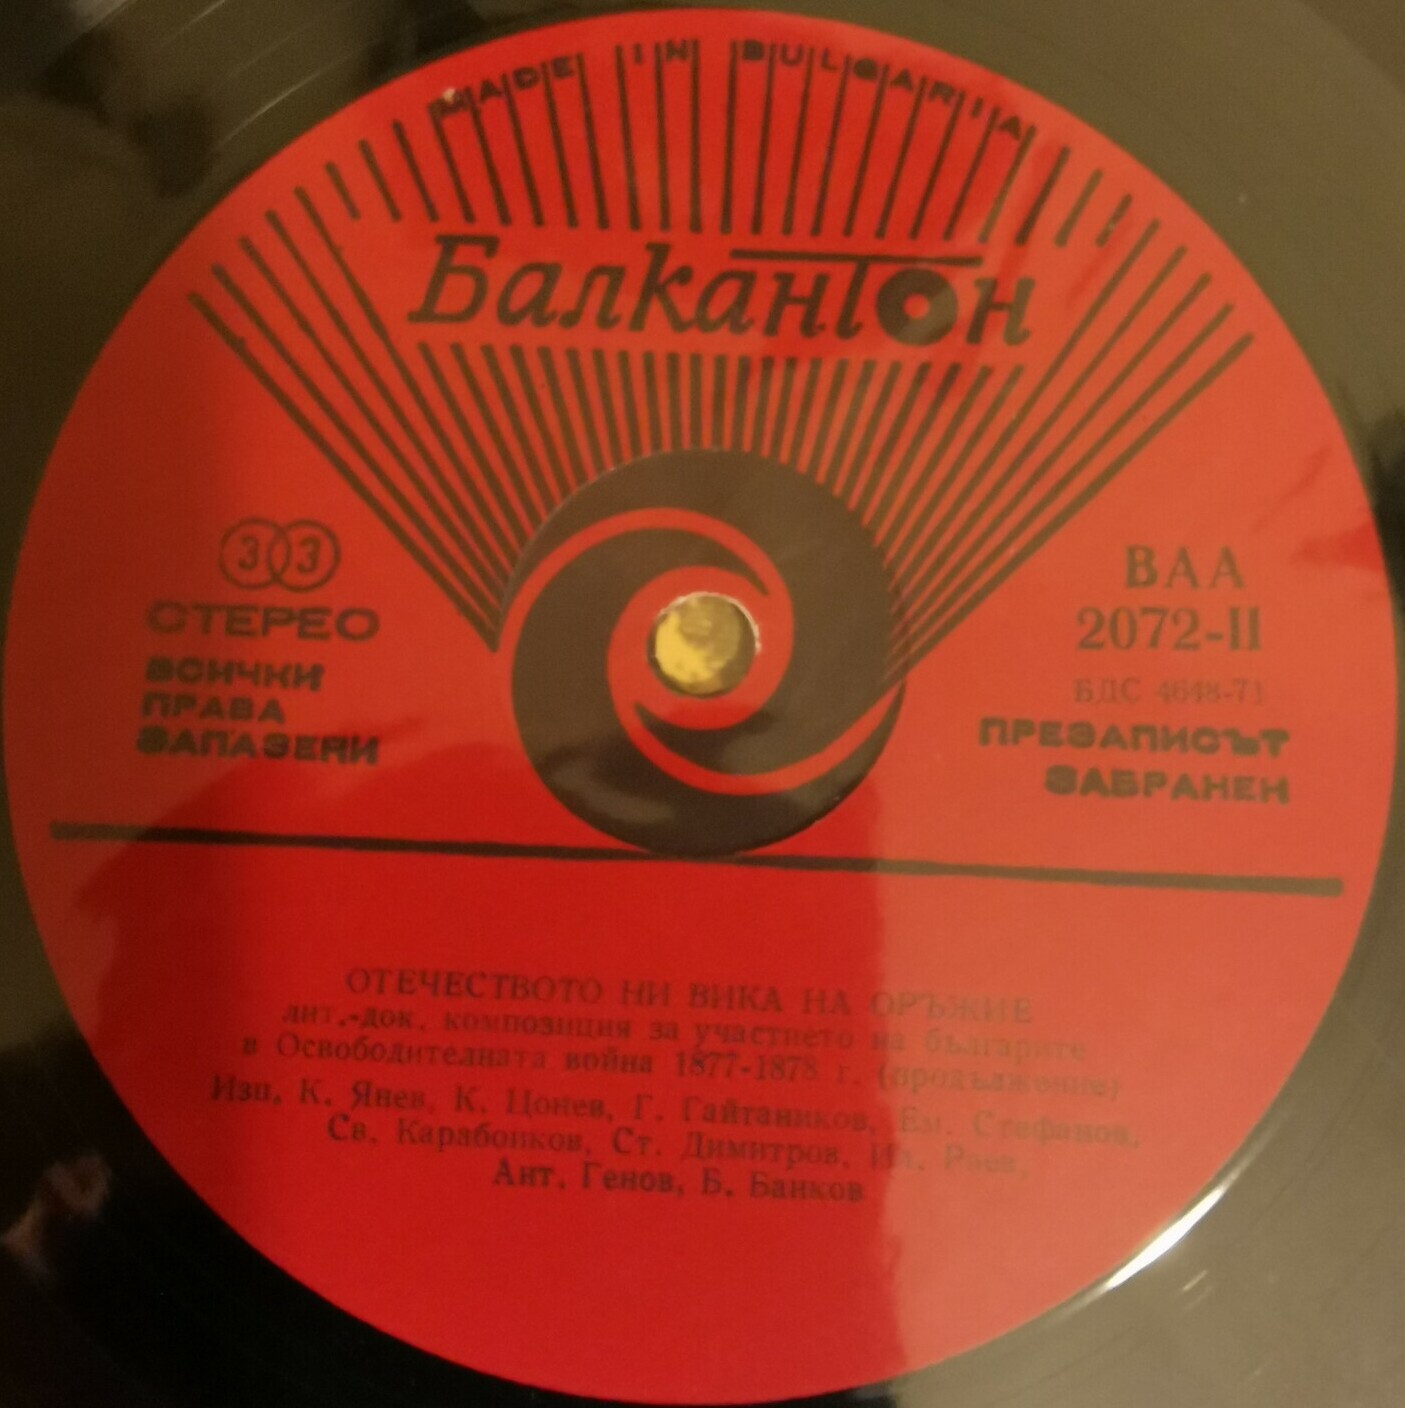 MADE IN BULGARIA
Балкантон
33
СТЕРЕО
ВСИЧКИ
ПРАВА
ЗАПАЗЕНИ
ВАА
2072-II
БДС 4648-71
ПРЕЗАПИСЪТ
ЗАБРАНЕН
ОТЕЧЕСТВОТО НИ ВИКА НА ОРЪЖИЕ
лит.-док. композиция за участието на българите
в Освободителната война 1877-1878 г. (продължение)
Изп. К. Янев, К. Цонев, Г. Гайтаников, Ем. Стефанов,
Св. Карабойков, Ст. Димитров, Ил. Раев,
Ант. Генов, Б. Банков